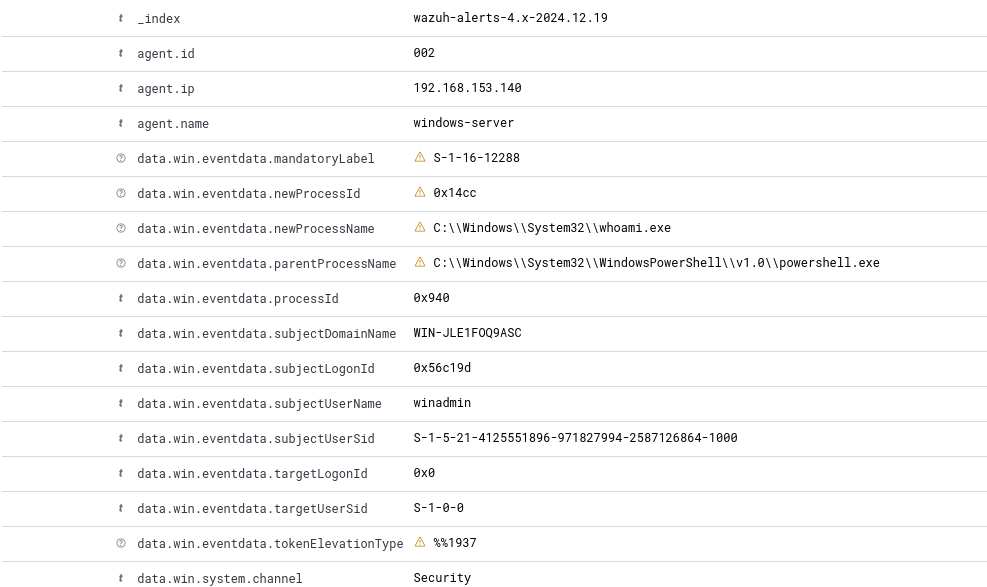 t _index wazuh-alerts-4.x-2024.12.19
t agent.id 002
t agent.ip 192.168.153.140
t agent.name windows-server
data.win.eventdata.mandatoryLabel S-1-16-12288
data.win.eventdata.newProcessId 0x14cc
data.win.eventdata.newProcessName C:\\Windows\\System32\\whoami.exe
data.win.eventdata.parentProcessName C:\\Windows\\System32\\WindowsPowerShell\\v1.0\\powershell.exe
t data.win.eventdata.processId 0x940
t data.win.eventdata.subjectDomainName WIN-JLE1FOQ9ASC
t data.win.eventdata.subjectLogonId 0x56c19d
t data.win.eventdata.subjectUserName winadmin
t data.win.eventdata.subjectUserSid S-1-5-21-4125551896-971827994-2587126864-1000
t data.win.eventdata.targetLogonId 0x0
t data.win.eventdata.targetUserSid S-1-0-0
data.win.eventdata.tokenElevationType %%1937
t data.win.system.channel Security